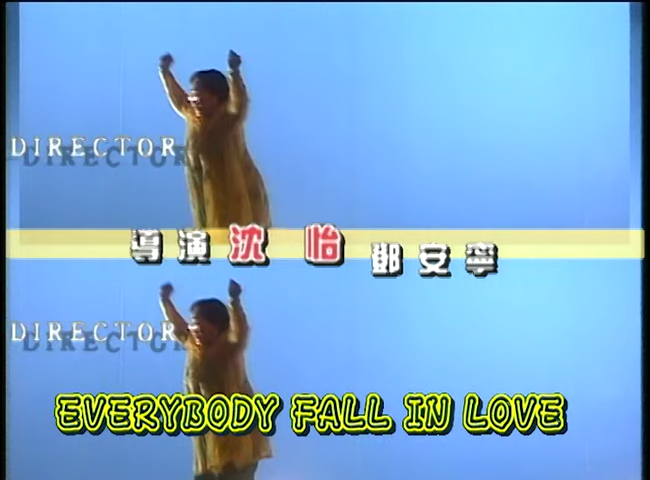 DIRECTOR
導演 沈怡 鄧安寧
DIRECTOR
EVERYBODY FALL IN LOVE